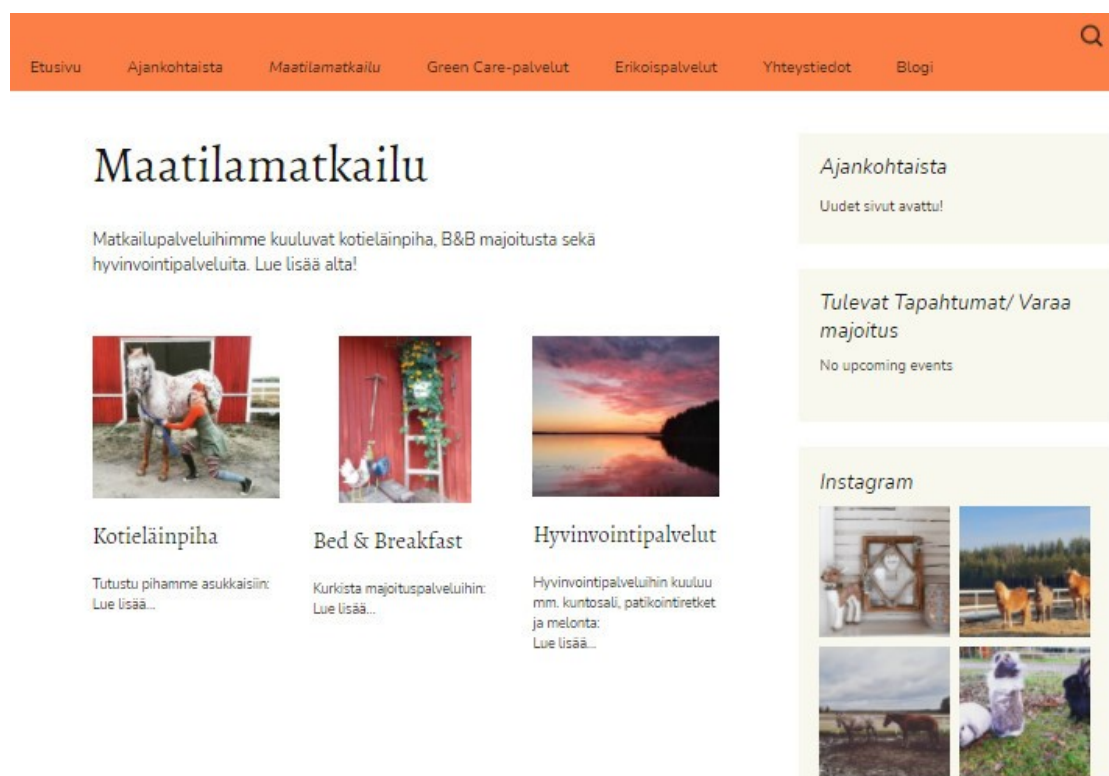 Etusivu Ajankohtaista Maatilamatkailu Green Care-palvelut Erikoispalvelut Yhteystiedot Blogi
Maatilamatkailu
Matkailupalveluihimme kuuluvat kotieläinpiha, B&B majoitusta sekä
hyvinvointipalveluita. Lue lisää alta!
Kotieläinpiha
Tutustu pihamme asukkaisiin:
Lue lisää...
Bed & Breakfast
Kurkista majoituspalveluihin:
Lue lisää...
Hyvinvointipalvelut
Hyvinvointipalveluihin kuuluu
mm. kuntosali, patikointiretket
ja melonta:
Lue lisää...
Ajankohtaista
Uudet sivut avattu!
Tulevat Tapahtumat/ Varaa
majoitus
No upcoming events
Instagram